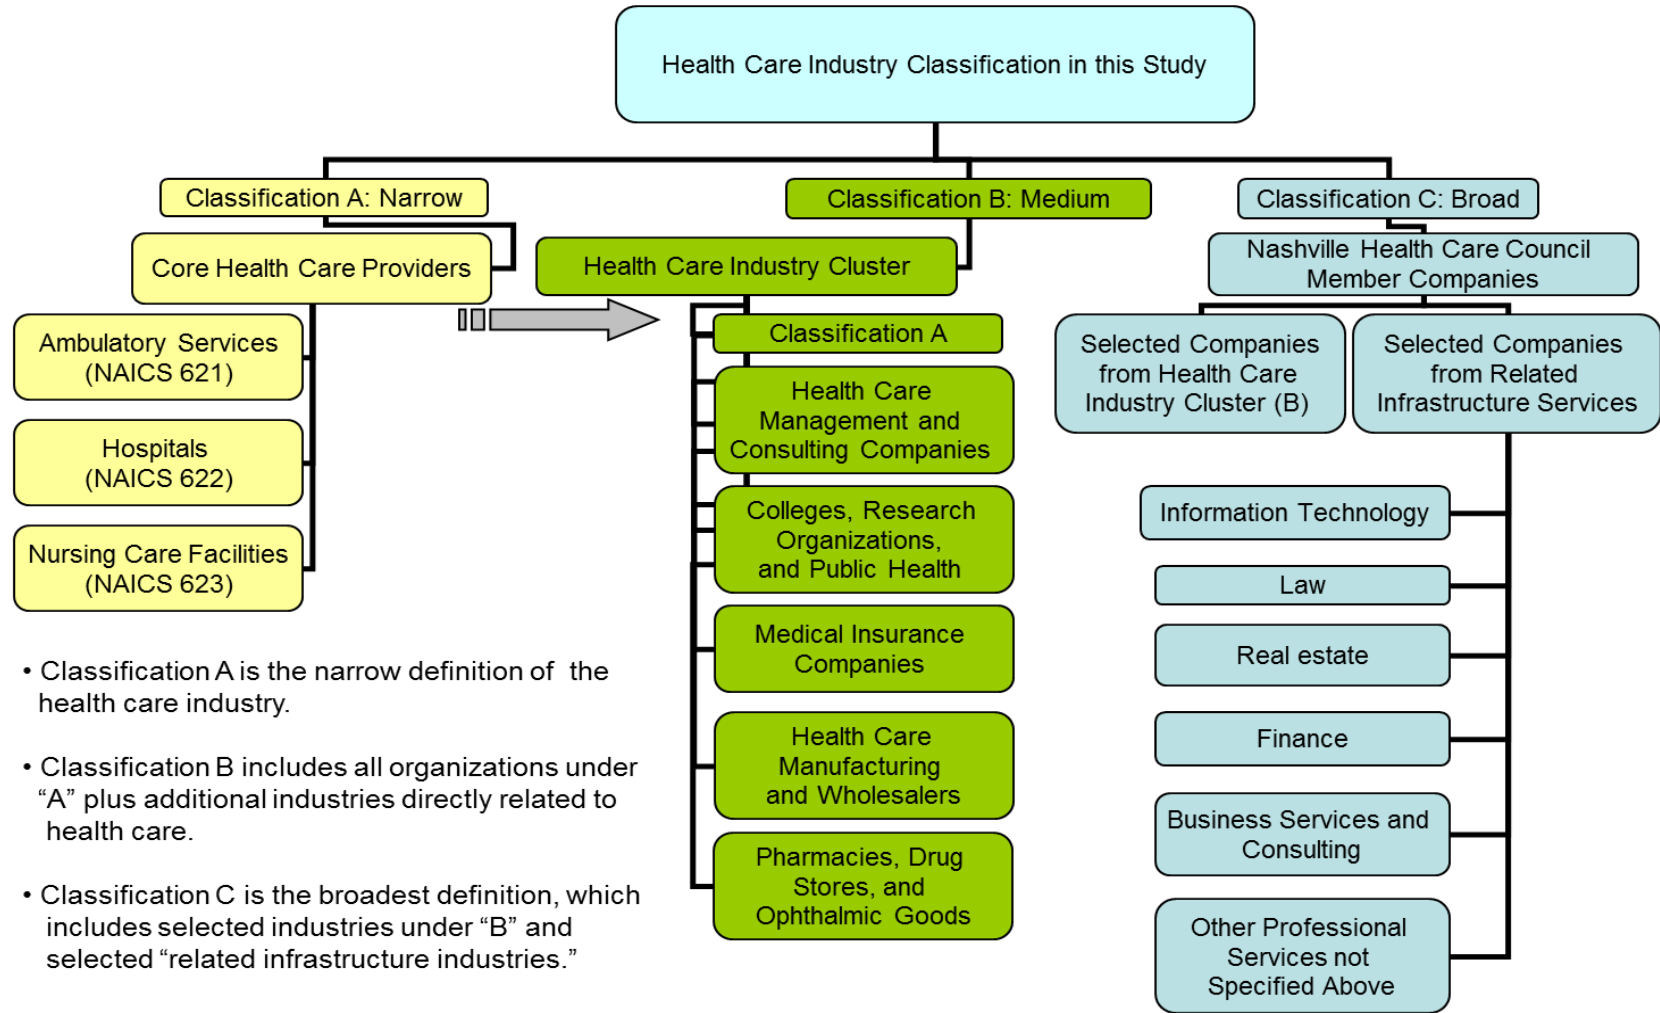 Health Care Industry Classification in this Study
Classification A: Narrow
Core Health Care Providers
Ambulatory Services
(NAICS 621)
Hospitals
(NAICS 622)
Nursing Care Facilities
(NAICS 623)
Classification B: Medium
Health Care Industry Cluster
Classification A
Health Care
Management and
Consulting Companies
Colleges, Research
Organizations,
and Public Health
Medical Insurance
Companies
Health Care
Manufacturing
and Wholesalers
Pharmacies, Drug
Stores, and
Ophthalmic Goods
Classification C: Broad
Nashville Health Care Council
Member Companies
Selected Companies
from Health Care
Industry Cluster (B)
Selected Companies
from Related
Infrastructure Services
Information Technology
Law
Real estate
Finance
Business Services and
Consulting
Other Professional
Services not
Specified Above
• Classification A is the narrow definition of the
health care industry.
• Classification B includes all organizations under
“A” plus additional industries directly related to
health care.
• Classification C is the broadest definition, which
includes selected industries under “B” and
selected “related infrastructure industries.”